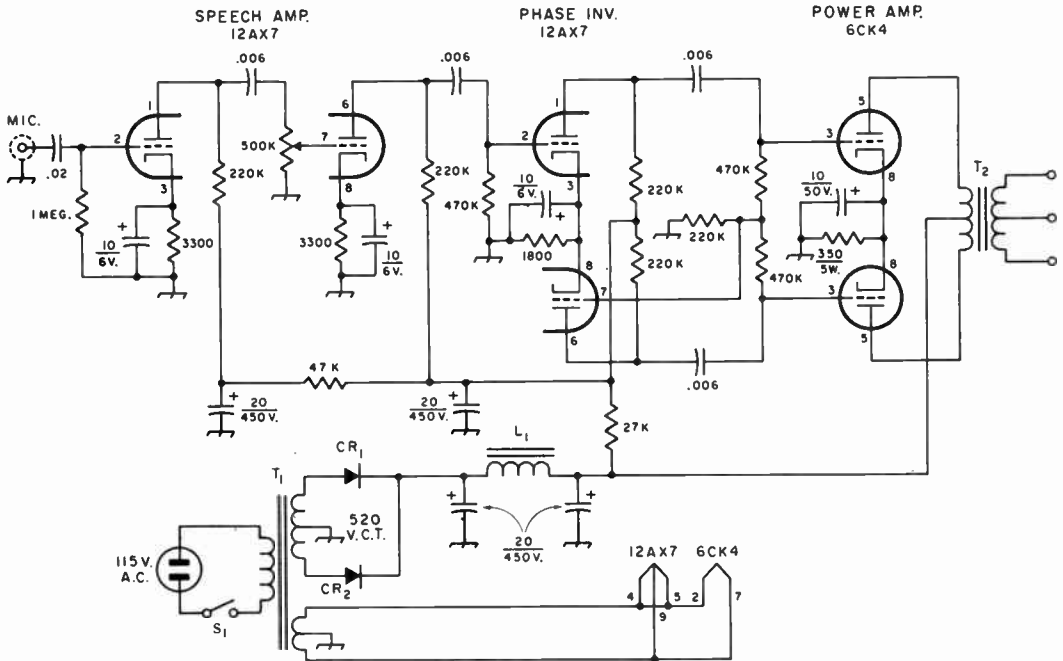 SPEECH AMP.
12AX7
PHASE INV.
12AX7
POWER AMP.
6CK4
.006
.006
.006
MIC.
.02
1
2
3
1 MEG.
10
6V.
+
3300
220K
500K
6
7
8
3300
+
10
6V.
220K
470K
1
2
3
10
6V.
+
1800
8
7
6
220K
220K
220K
470K
470K
.006
5
3
8
10
50V.
+
350
5W.
8
3
5
T2
47K
+
20
450V.
20
450V.
+
27K
L1
CR1
T1
520
V.C.T.
CR2
+
+
20
450V.
115V.
A.C.
S1
12AX7
6CK4
4
5
9
2
7